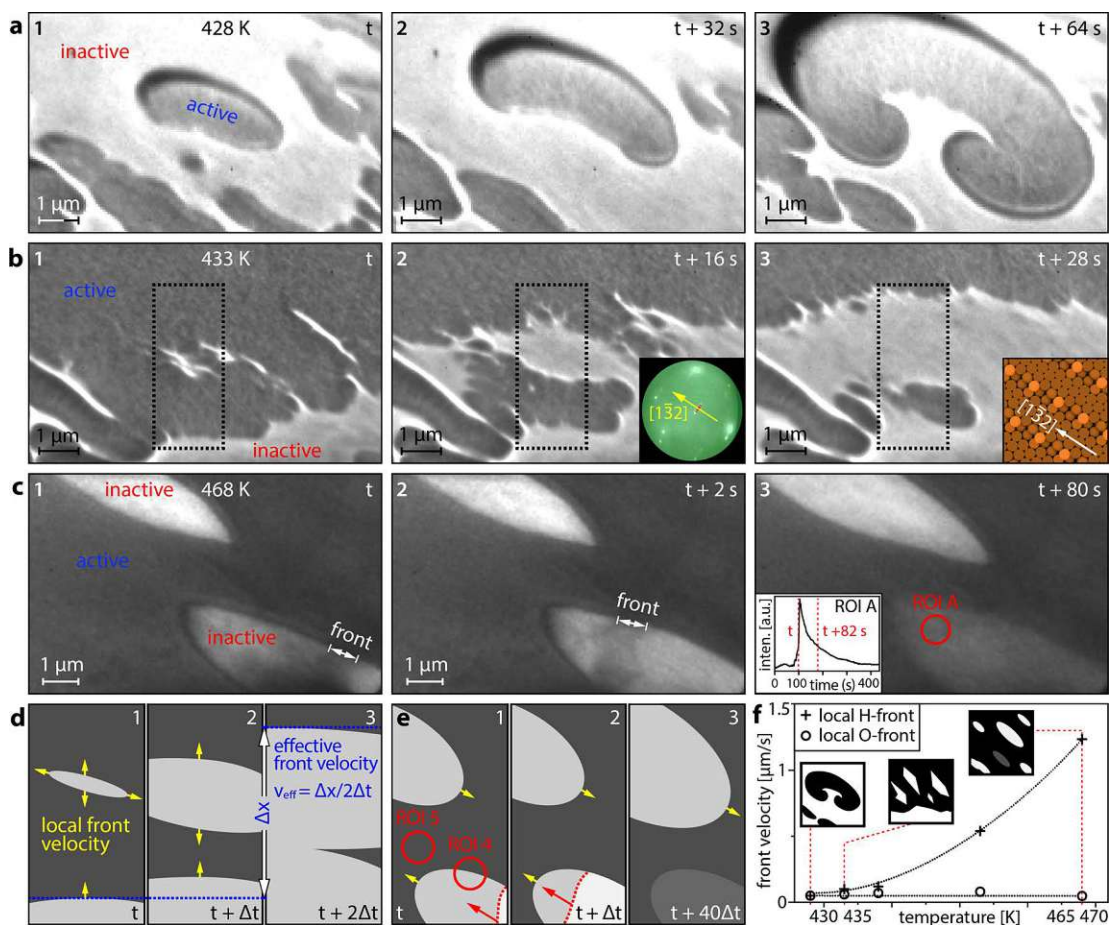 a
1
inactive
428 K
t
active
1 μm
2
t + 32 s
1 μm
3
t + 64 s
1 μm
b
1
433 K
t
active
inactive
1 μm
2
t + 16 s
[13̄2]
1 μm
3
t + 28 s
[13̄2]
1 μm
c
1
inactive
468 K
t
active
inactive
front
1 μm
2
t + 2 s
front
1 μm
3
t + 80 s
ROI A
ROI A
inten. [a.u.]
t
t +82 s
0 100 time (s) 400
d
1
local front
velocity
t
2
t + Δt
3
effective
front velocity
v eff = Δx/2Δt
Δx
t + 2Δt
e
1
ROI 5
ROI 4
t
2
t + Δt
3
t + 40Δt
f
front velocity [μm/s]
1.5
1
0
+ local H-front
o local O-front
430 435 temperature [K] 465 470